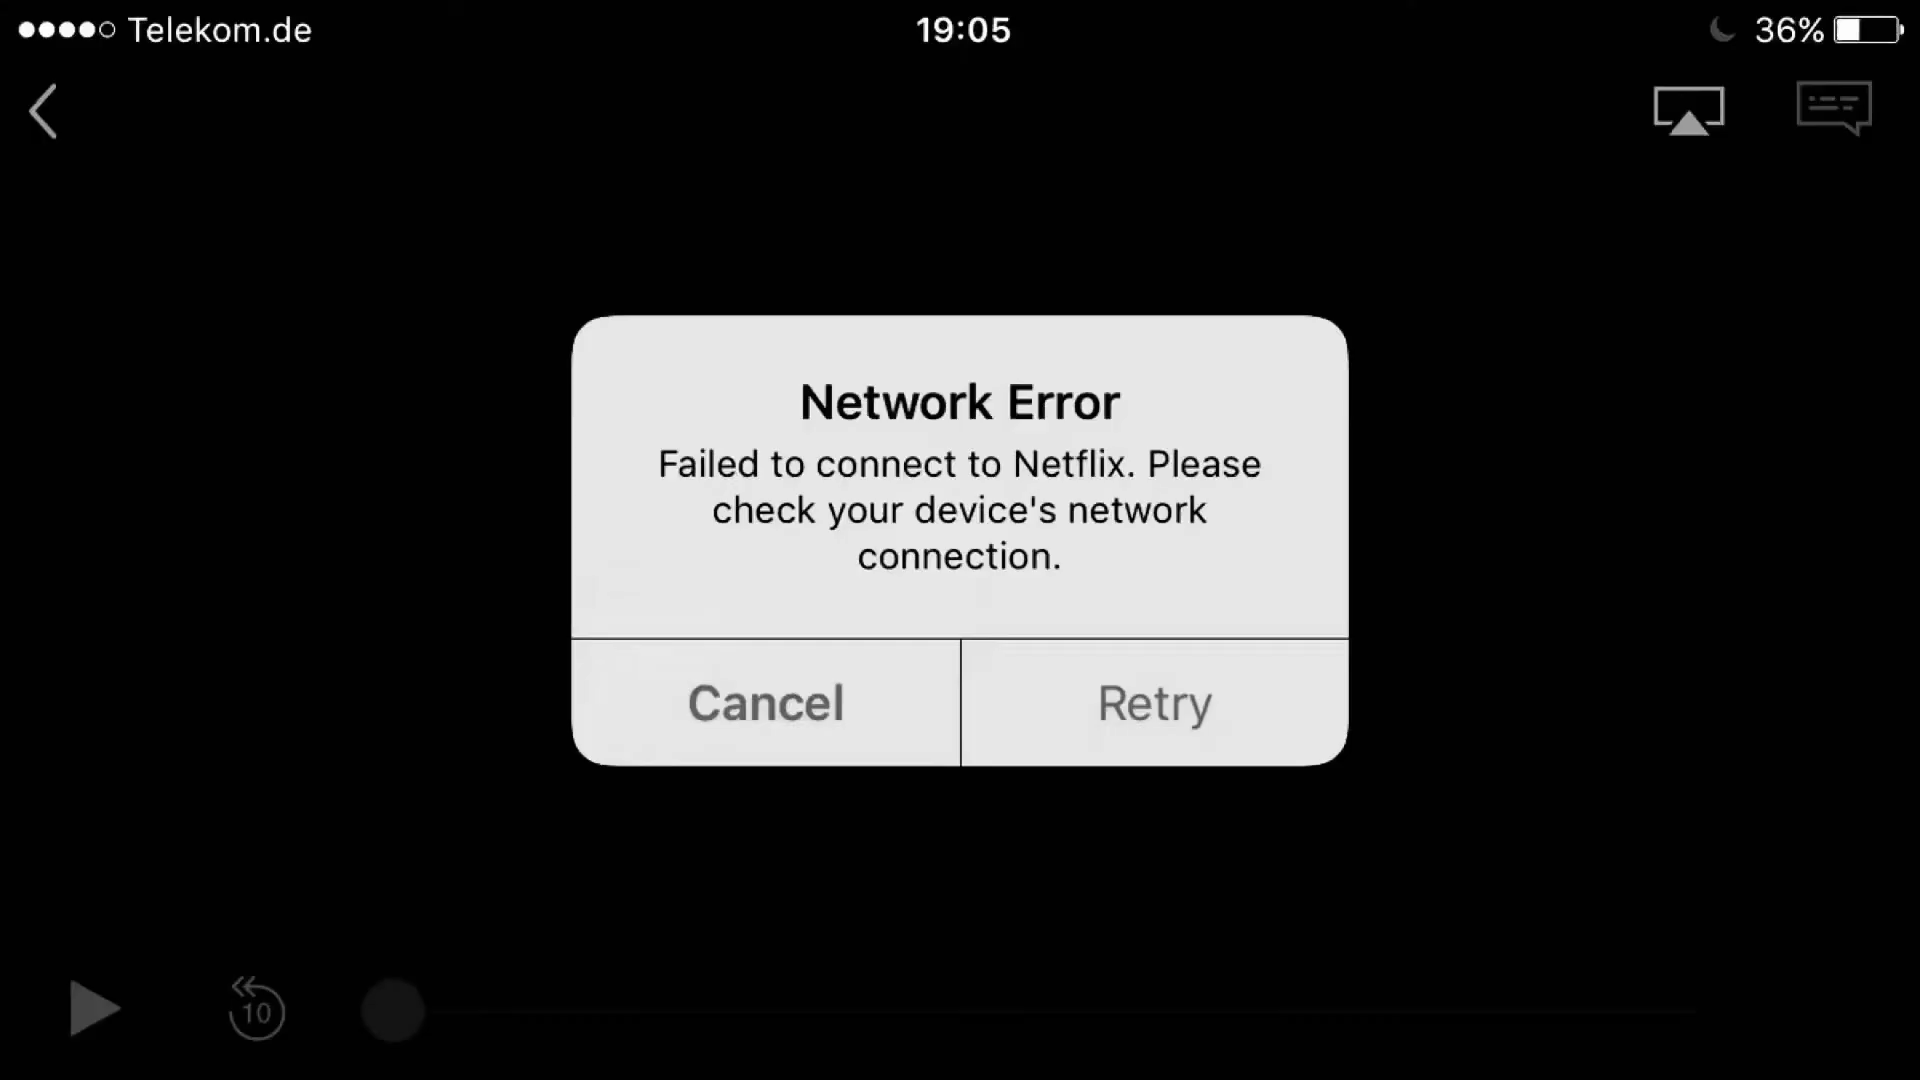 Telekom.de
19:05
36%
Network Error
Failed to connect to Netflix. Please
check your device's network
connection.
Cancel
Retry
10